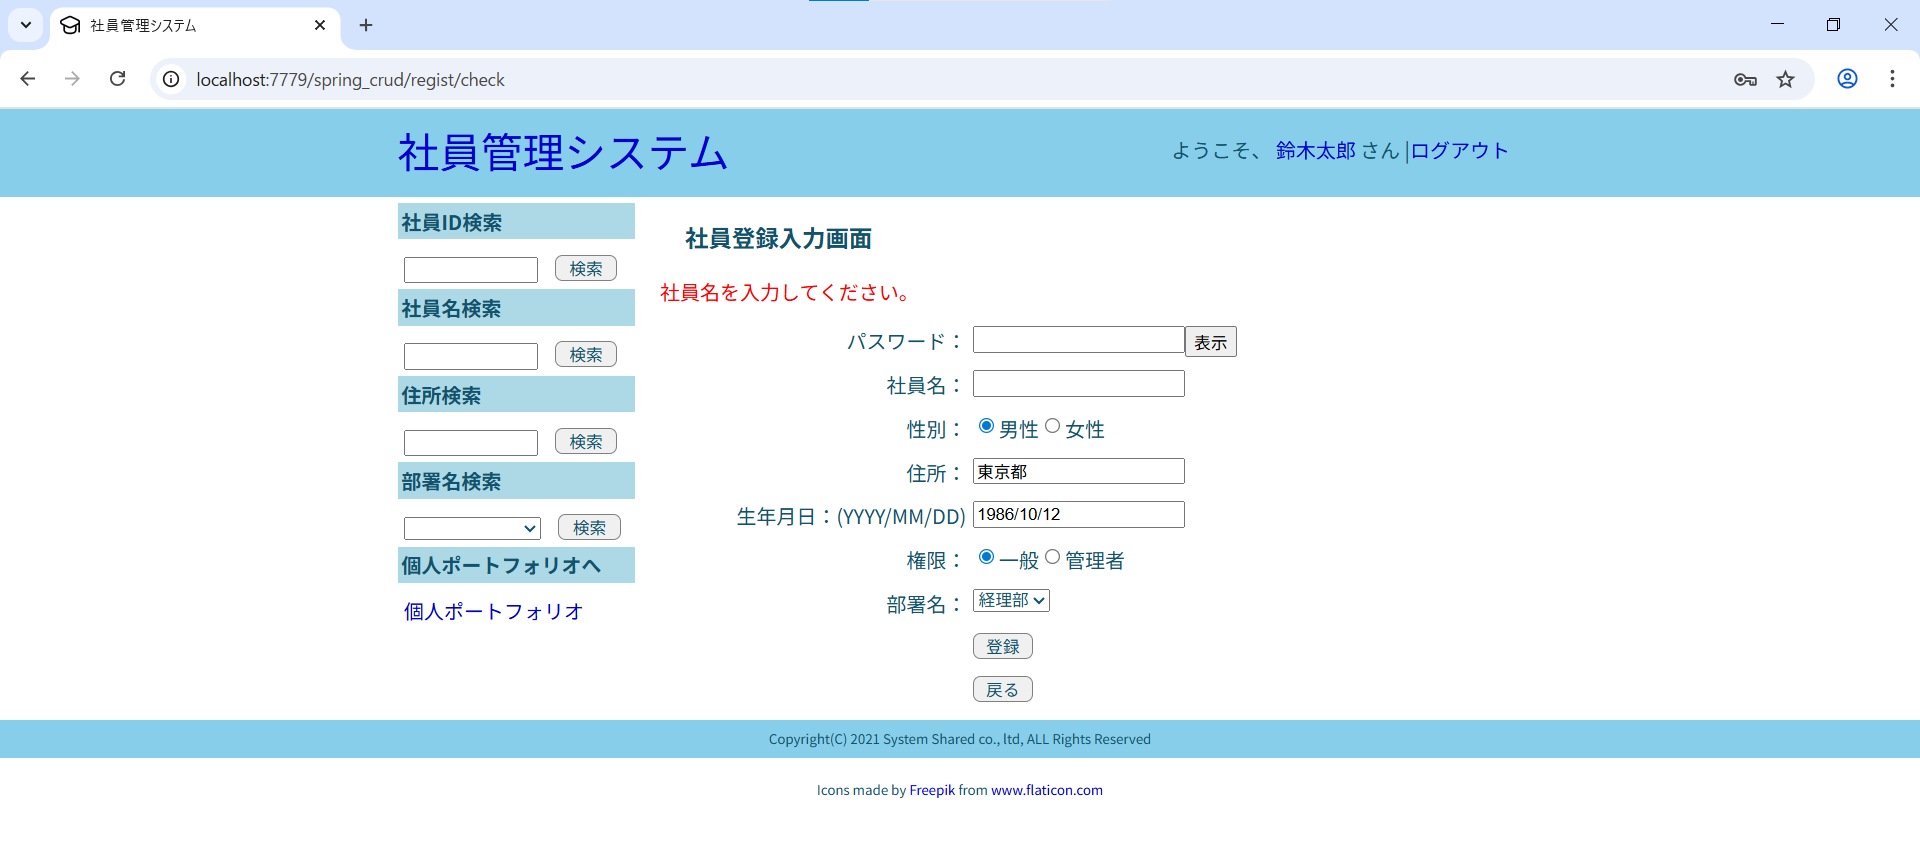 社員管理システム
localhost:7779/spring_crud/regist/check
社員管理システム
ようこそ、 鈴木太郎 さん |ログアウト
社員ID検索
検索
社員名検索
検索
住所検索
検索
部署名検索
検索
個人ポートフォリオへ
個人ポートフォリオ
社員登録入力画面
社員名を入力してください。
パスワード： 表示
社員名：
性別： 男性 女性
住所： 東京都
生年月日：(YYYY/MM/DD) 1986/10/12
権限： 一般 管理者
部署名： 経理部
登録
戻る
Copyright(C) 2021 System Shared co., ltd, ALL Rights Reserved
Icons made by Freepik from www.flaticon.com